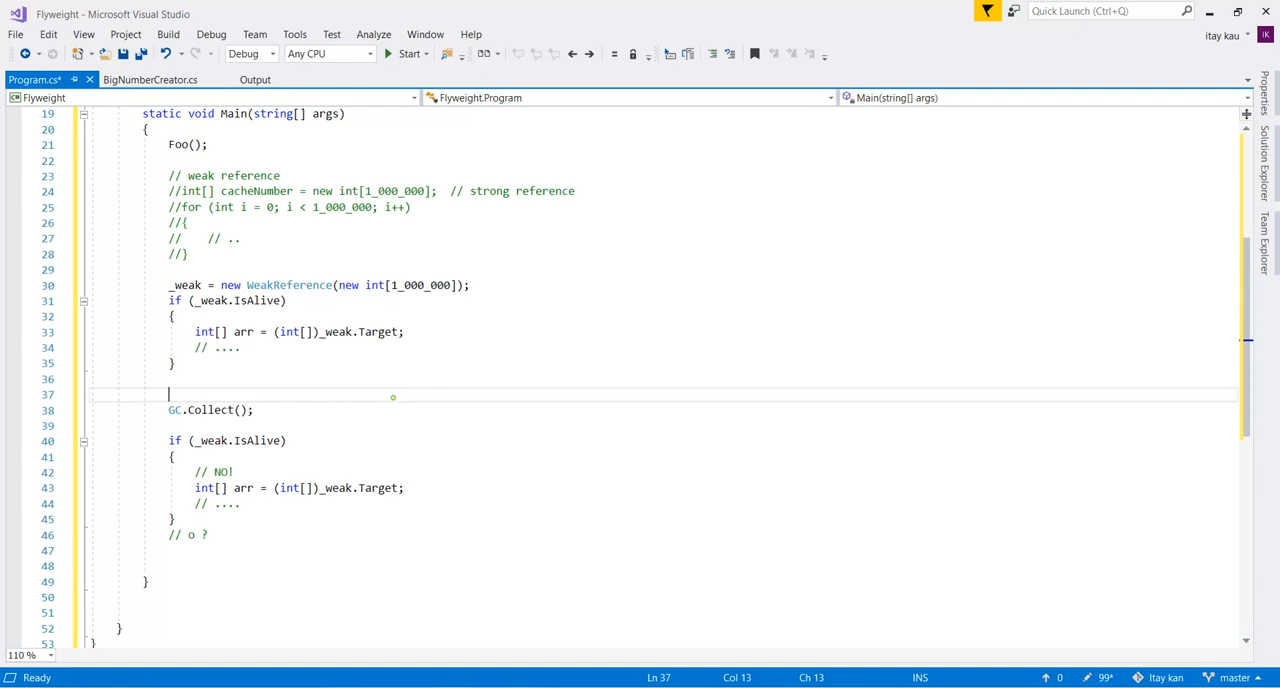 Flyweight - Microsoft Visual Studio
Quick Launch (Ctrl+Q)
File Edit View Project Build Debug Team Tools Test Analyze Window Help
itay kau IK
Debug Any CPU Start
Program.cs* BigNumberCreator.cs Output
Flyweight Flyweight.Program Main(string[] args)
19 static void Main(string[] args)
20 {
21 Foo();
22
23 // weak reference
24 //int[] cacheNumber = new int[1_000_000]; // strong reference
25 //for (int i = 0; i < 1_000_000; i++)
26 //{
27 // // ..
28 //}
29
30 _weak = new WeakReference(new int[1_000_000]);
31 if (_weak.IsAlive)
32 {
33 int[] arr = (int[])_weak.Target;
34 // ....
35 }
36
37
38 GC.Collect();
39
40 if (_weak.IsAlive)
41 {
42 // NO!
43 int[] arr = (int[])_weak.Target;
44 // ....
45 }
46 // o ?
47
48
49 }
50
51
52 }
53 }
110 %
Ready Ln 37 Col 13 Ch 13 INS 0 99* Itay kan master
Properties
Solution Explorer
Team Explorer